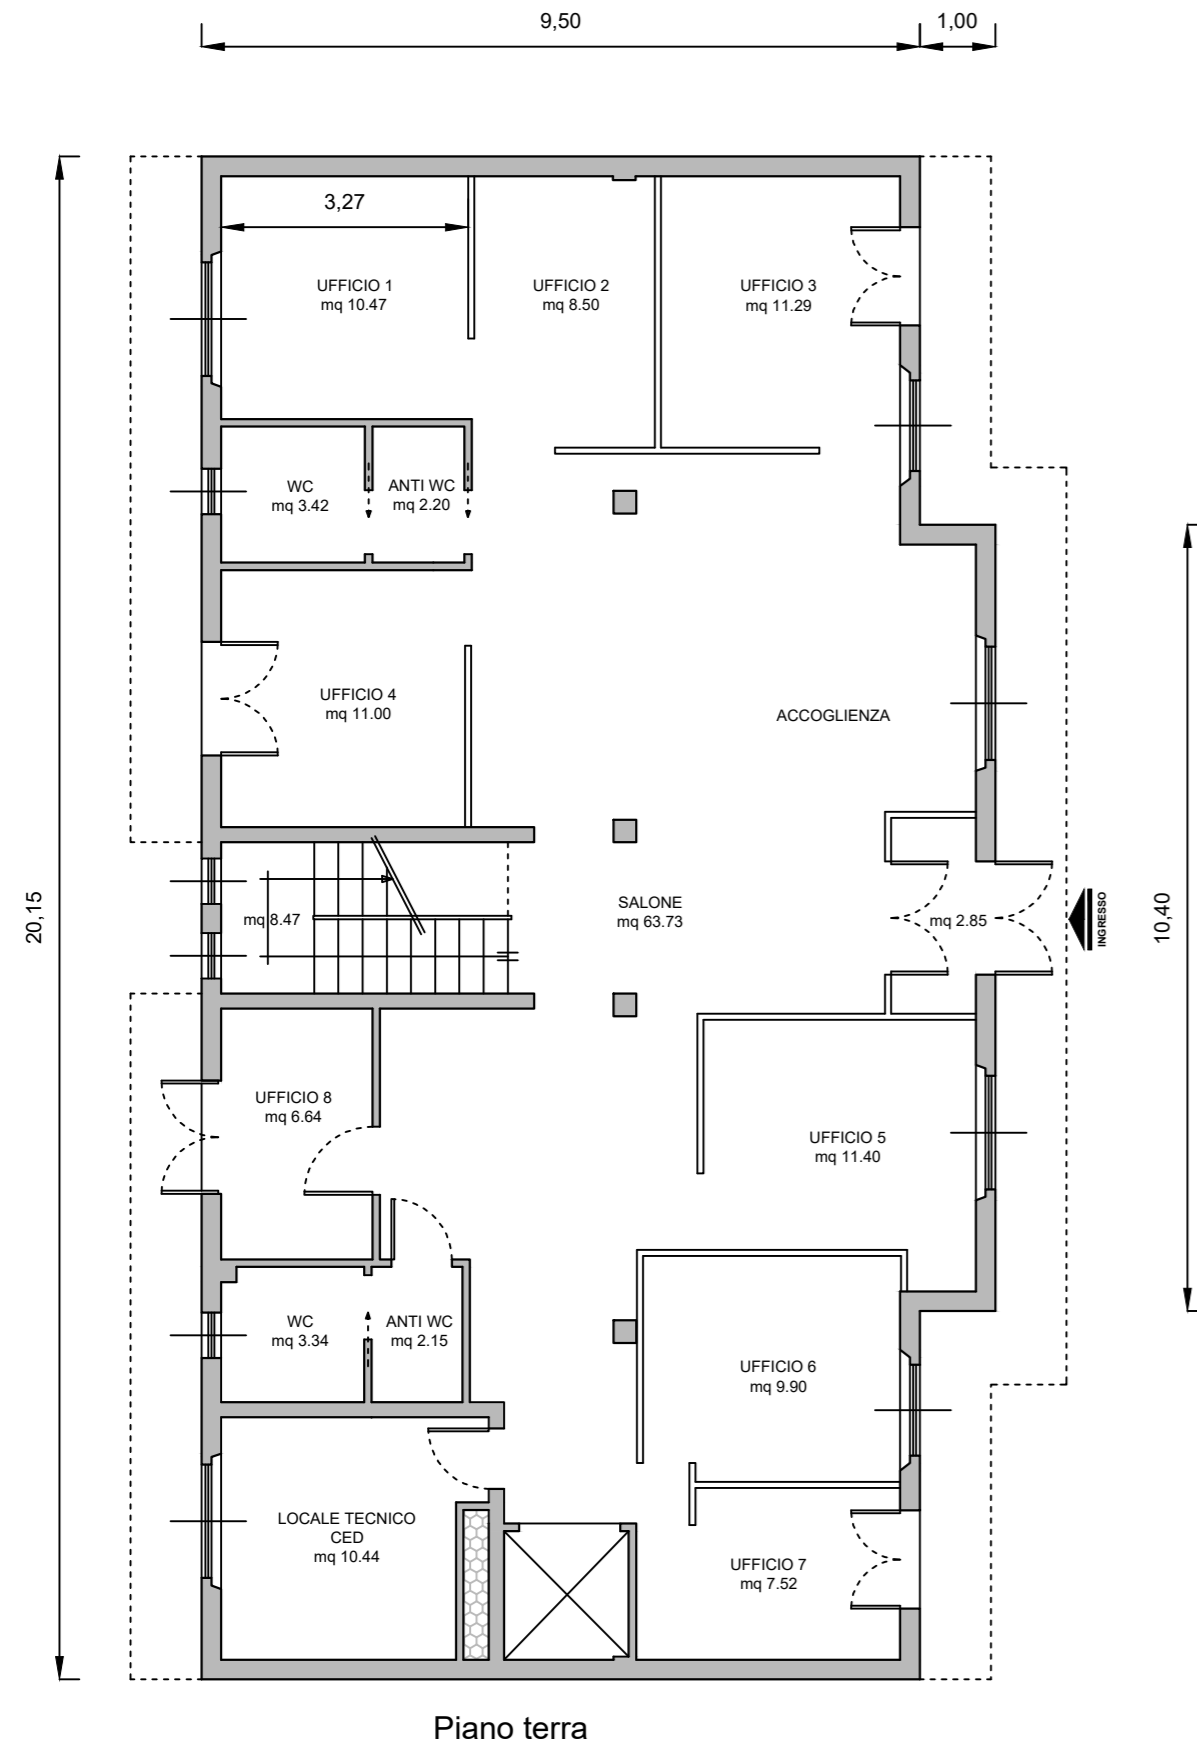 9,50
1,00
3,27
UFFICIO 1
mq 10.47
UFFICIO 2
mq 8.50
UFFICIO 3
mq 11.29
WC
mq 3.42
ANTI WC
mq 2.20
UFFICIO 4
mq 11.00
ACCOGLIENZA
20,15
mq 8.47
SALONE
mq 63.73
mq 2.85
INGRESSO
10,40
UFFICIO 8
mq 6.64
UFFICIO 5
mq 11.40
WC
mq 3.34
ANTI WC
mq 2.15
UFFICIO 6
mq 9.90
LOCALE TECNICO
CED
mq 10.44
UFFICIO 7
mq 7.52
Piano terra